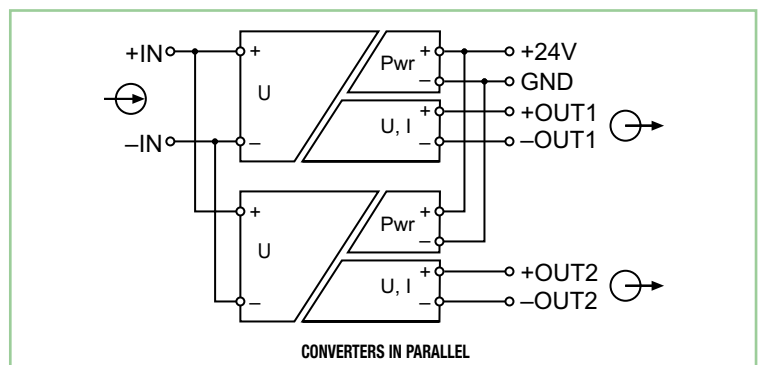 +IN + Pwr + +24V
– GND
U
+ +OUT1
U, I
–IN – – –OUT1
+ Pwr +
–
U
+ +OUT2
U, I
– – –OUT2
CONVERTERS IN PARALLEL